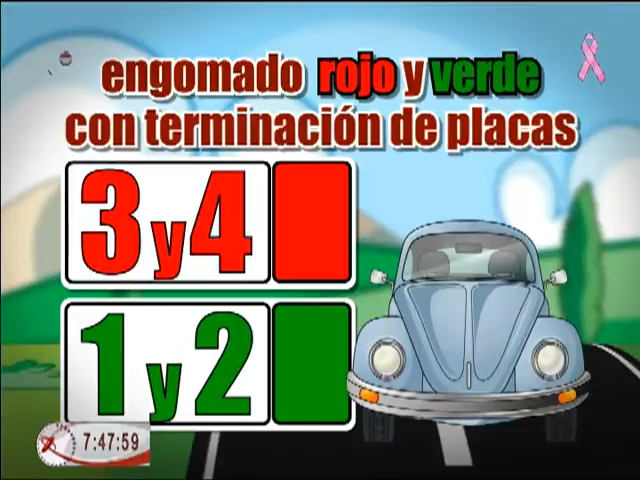 engomado rojo y verde
con terminación de placas
3 y 4
1 y 2
7:47:59